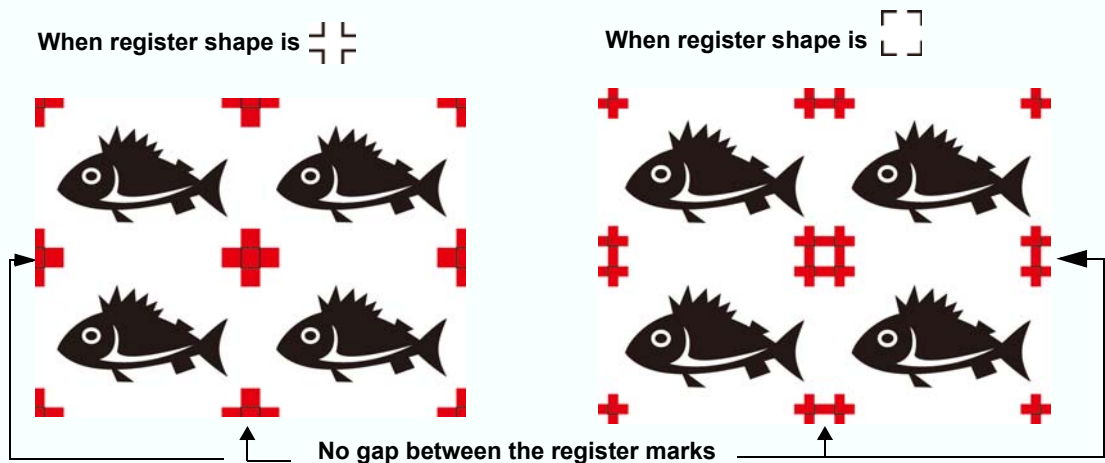 When register shape is
When register shape is
No gap between the register marks